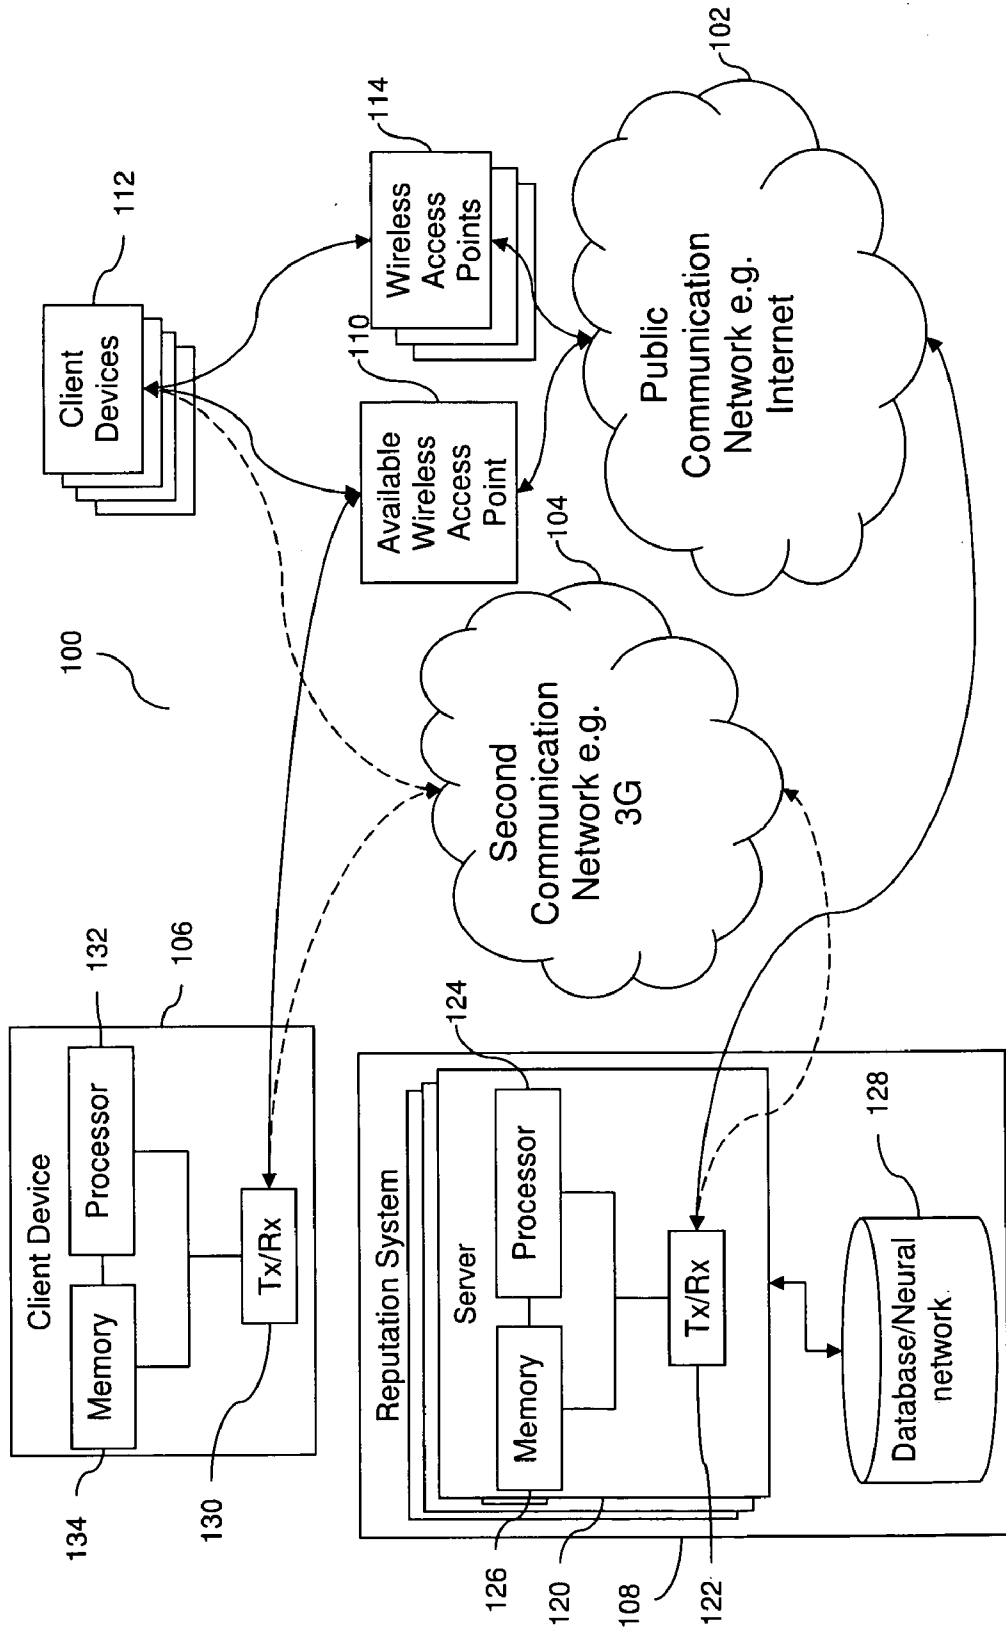 Client Device
Memory
Processor
Tx/Rx
134
130
132
106
100
Client
Devices
112
Reputation System
Server
Memory
Processor
Tx/Rx
126
120
108
122
124
Database/Neural
network
128
Second
Communication
Network e.g.
3G
104
Available
Wireless
Access
Point
110
Wireless
Access
Points
114
Public
Communication
Network e.g.
Internet
102